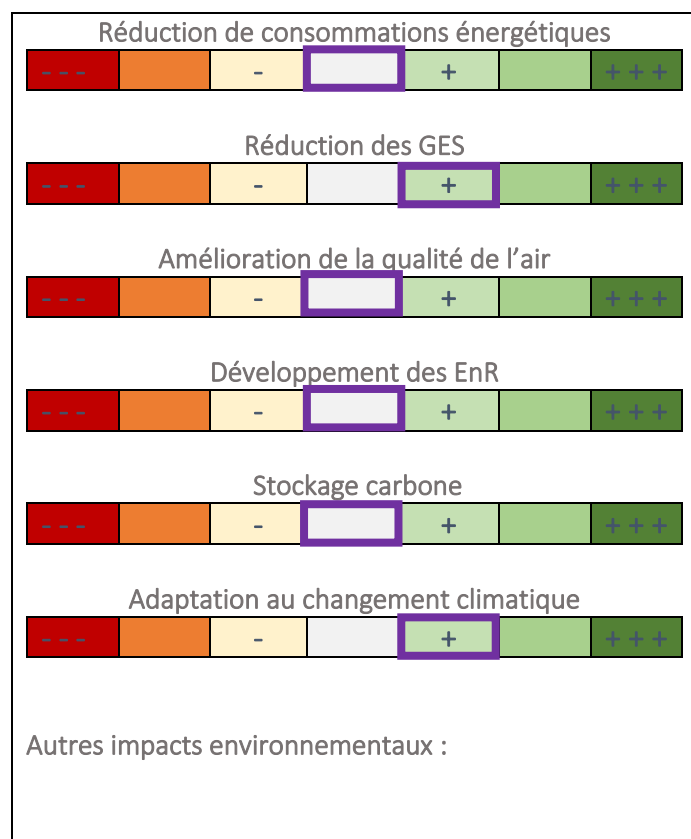 Réduction de consommations énergétiques
- - - - + + + +
Réduction des GES
- - - - + + + +
Amélioration de la qualité de l’air
- - - - + + + +
Développement des EnR
- - - - + + + +
Stockage carbone
- - - - + + + +
Adaptation au changement climatique
- - - - + + + +
Autres impacts environnementaux :